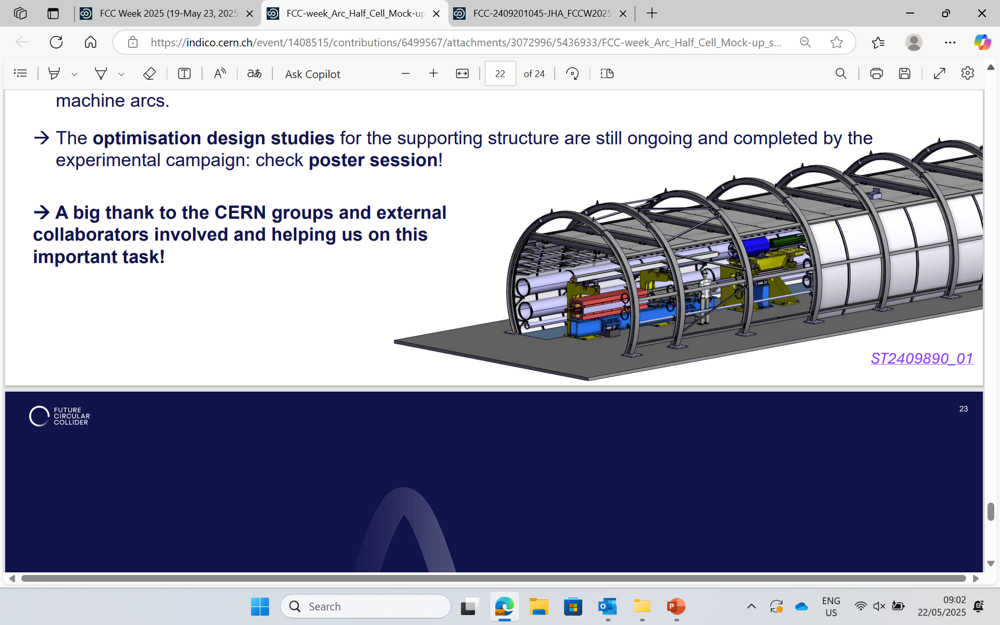 FCC Week 2025 (19-May 23, 2025
FCC-week_Arc_Half_Cell_Mock-up
FCC-2409201045-JHA_FCCW2025
https://indico.cern.ch/event/1408515/contributions/6499567/attachments/3072996/5436933/FCC-week_Arc_Half_Cell_Mock-up_s...
Ask Copilot
22 of 24
machine arcs.
→ The optimisation design studies for the supporting structure are still ongoing and completed by the
experimental campaign: check poster session!
→ A big thank to the CERN groups and external
collaborators involved and helping us on this
important task!
ST2409890_01
FUTURE
CIRCULAR
COLLIDER
23
Search
ENG
US
09:02
22/05/2025